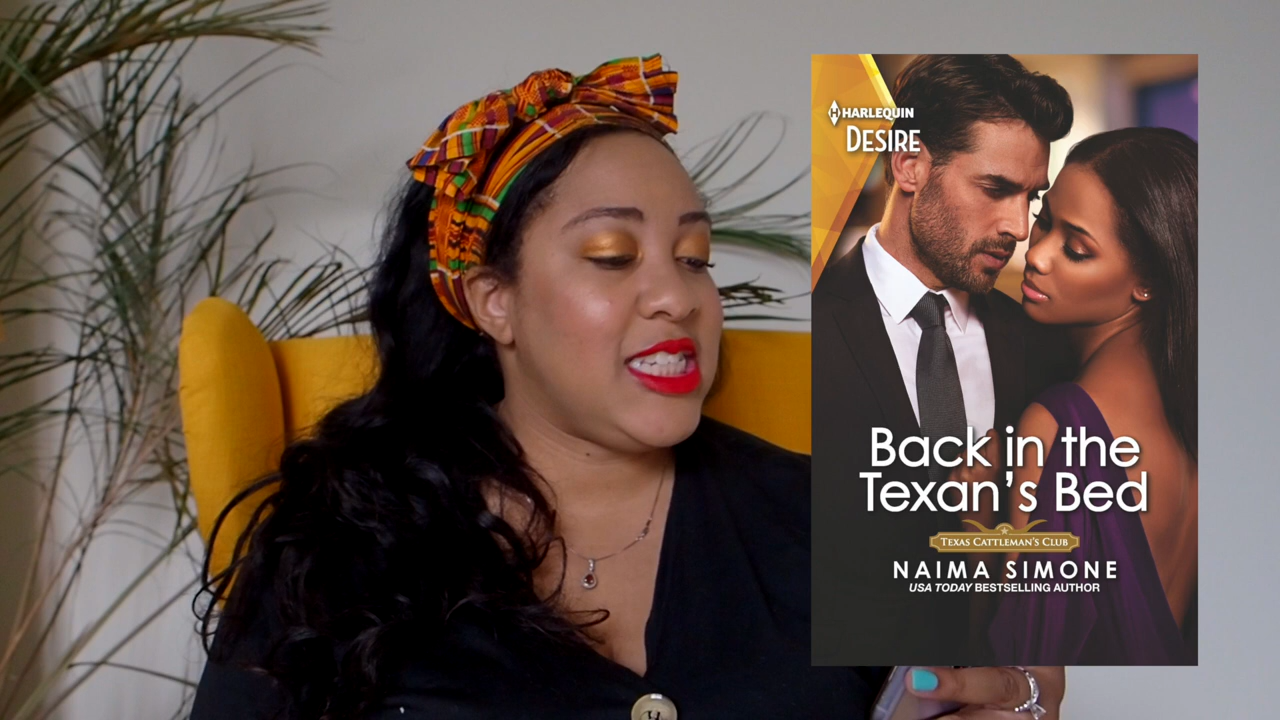 HARLEQUIN
DESIRE
Back in the
Texan's Bed
TEXAS CATTLEMAN'S CLUB
NAIMA SIMONE
USA TODAY BESTSELLING AUTHOR